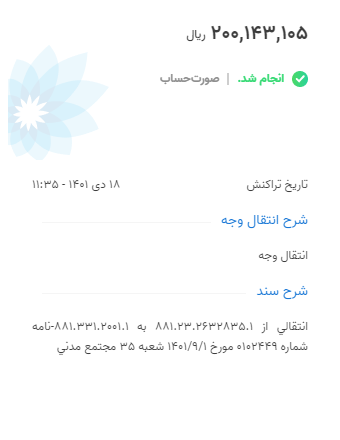 ۲۰۰,۱۴۳,۱۰۵ ریال
انجام شد. | صورت‌حساب
تاریخ تراکنش ۱۸ دی ۱۴۰۱ - ۱۱:۳۵
شرح انتقال وجه
انتقال وجه
شرح سند
انتقالي از ۸۸۱.۲۳.۲۶۳۲۸۳۵.۱ به ۸۸۱.۳۳۱.۲۰۰۱.۱-نامه
شماره ۰۱۰۲۴۴۹ مورخ ۱۴۰۱/۹/۱ شعبه ۳۵ مجتمع مدني